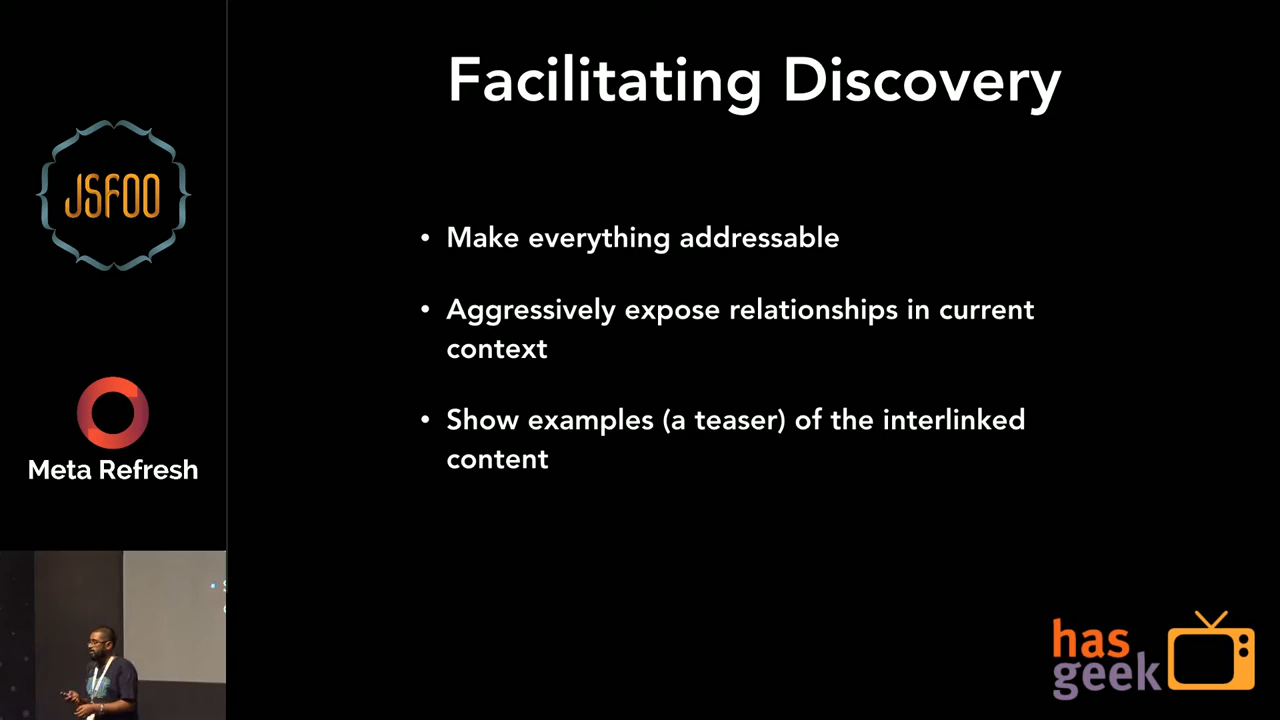 Facilitating Discovery
JSFOO
• Make everything addressable
• Aggressively expose relationships in current
context
• Show examples (a teaser) of the interlinked
content
Meta Refresh
has
geek